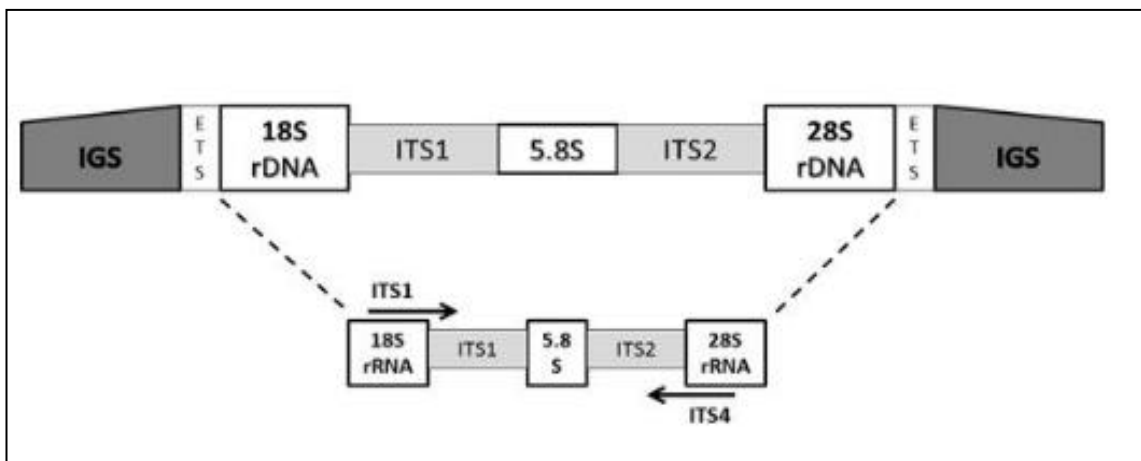 IGS
E
T
S
18S
rDNA
ITS1
5.8S
ITS2
28S
rDNA
E
T
S
IGS
ITS1
18S
rRNA
ITS1
5.8
S
ITS2
28S
rRNA
ITS4